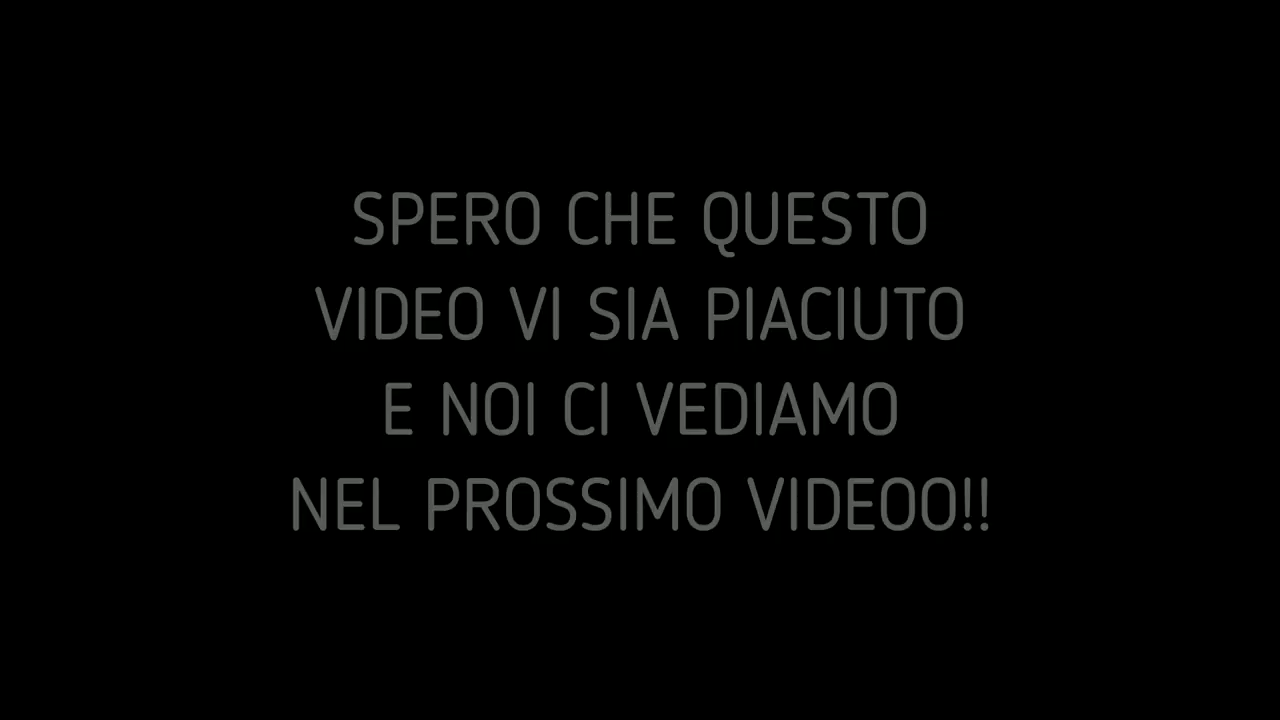 SPERO CHE QUESTO
VIDEO VI SIA PIACIUTO
E NOI CI VEDIAMO
NEL PROSSIMO VIDEOO!!